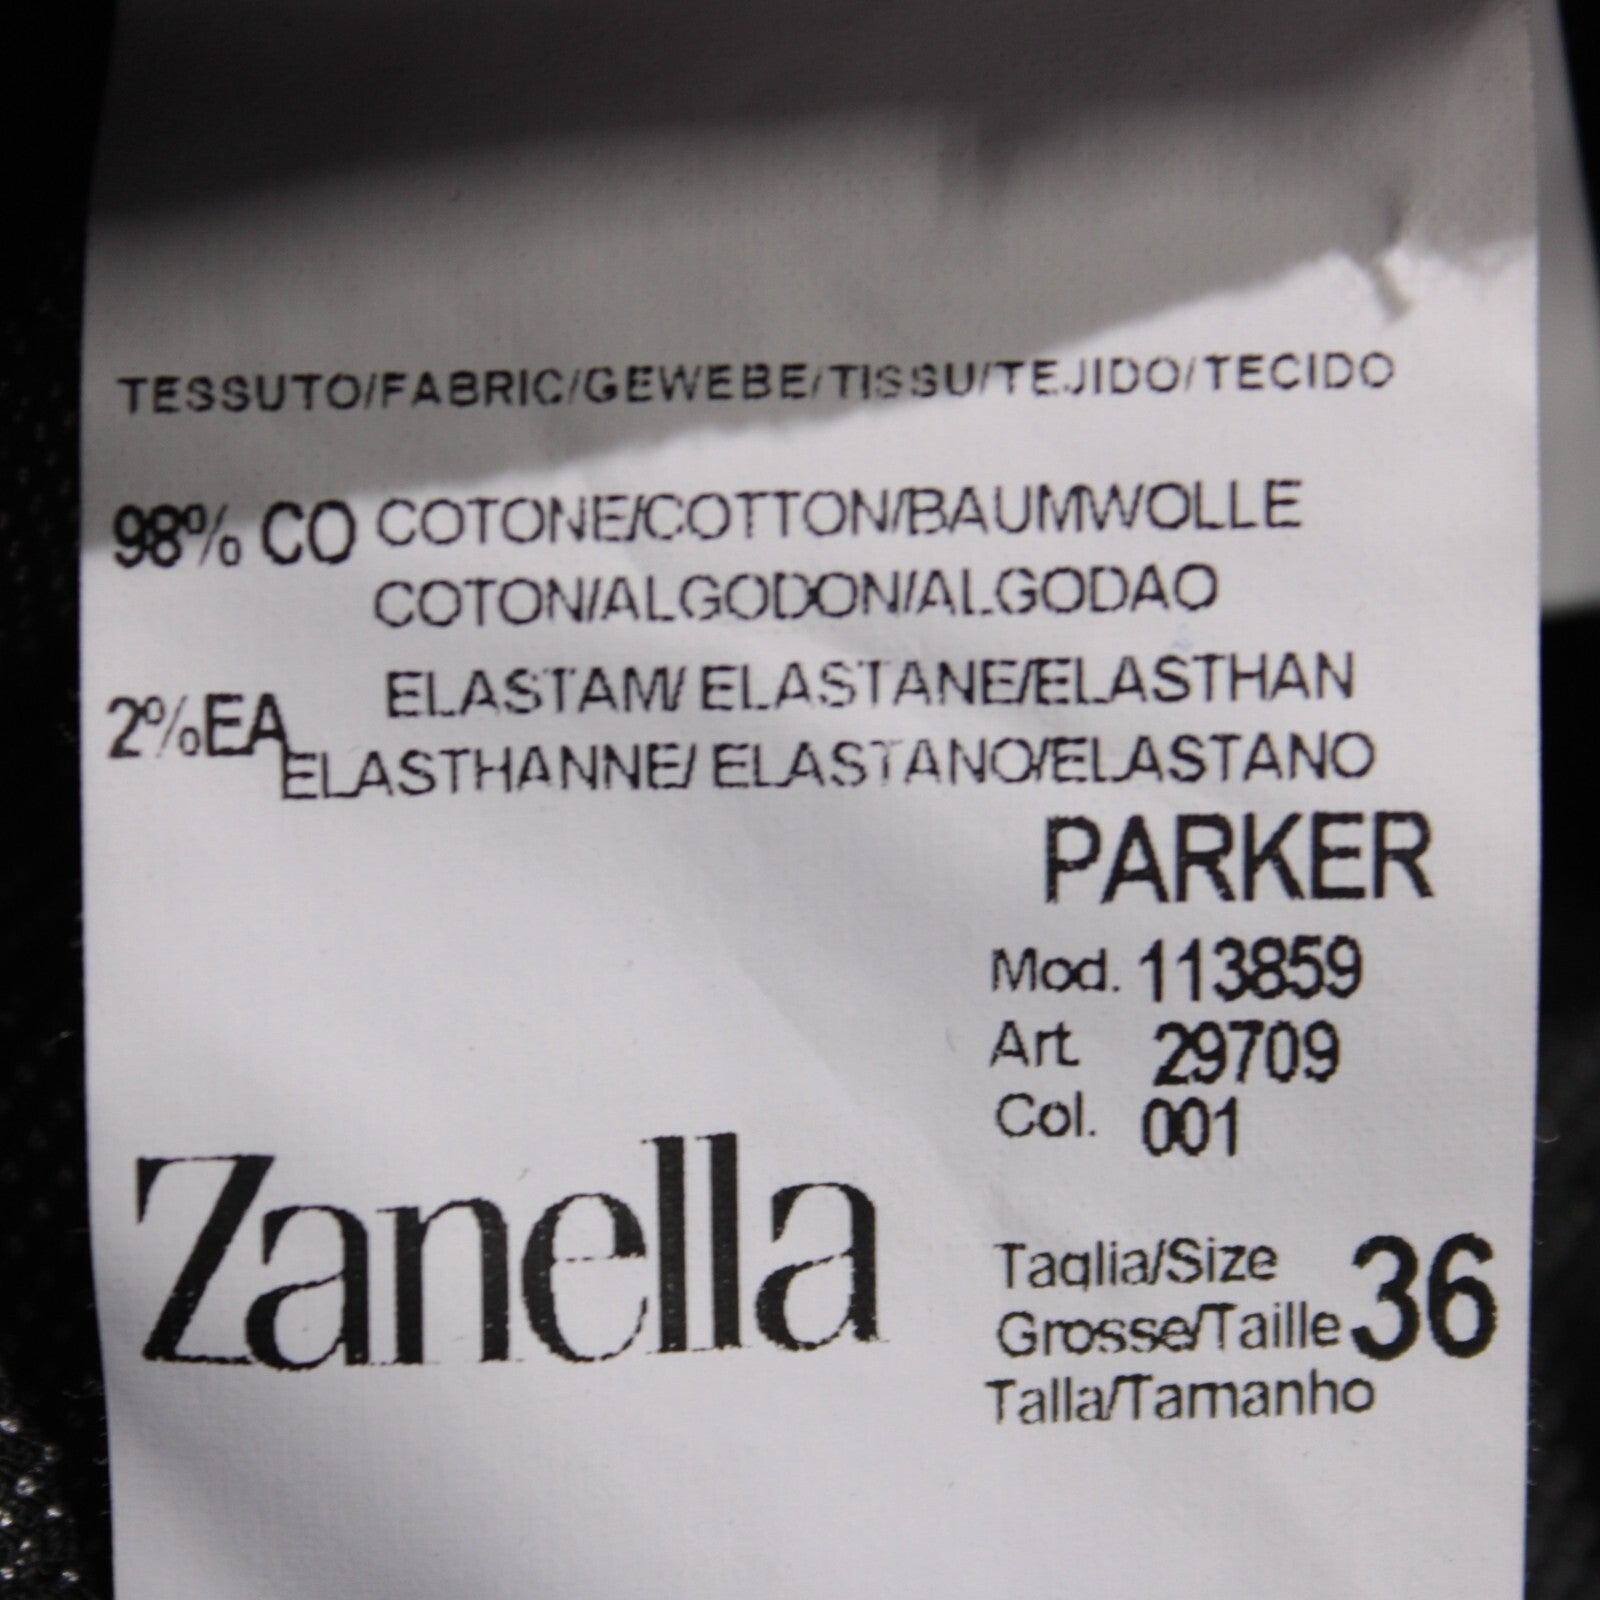 TESSUTO/FABRIC/GEWEBE/TISSU/TEJIDO/TECIDO
98% CO COTONE/COTTON/BAUMWOLLE
COTON/ALGODON/ALGODAO
2%EA ELASTAM/ ELASTANE/ELASTHAN
ELASTHANNE/ ELASTANO/ELASTANO
PARKER
Mod. 113859
Art. 29709
Col. 001
Zanella
Taglia/Size
Grosse/Taille 36
Talla/Tamanho